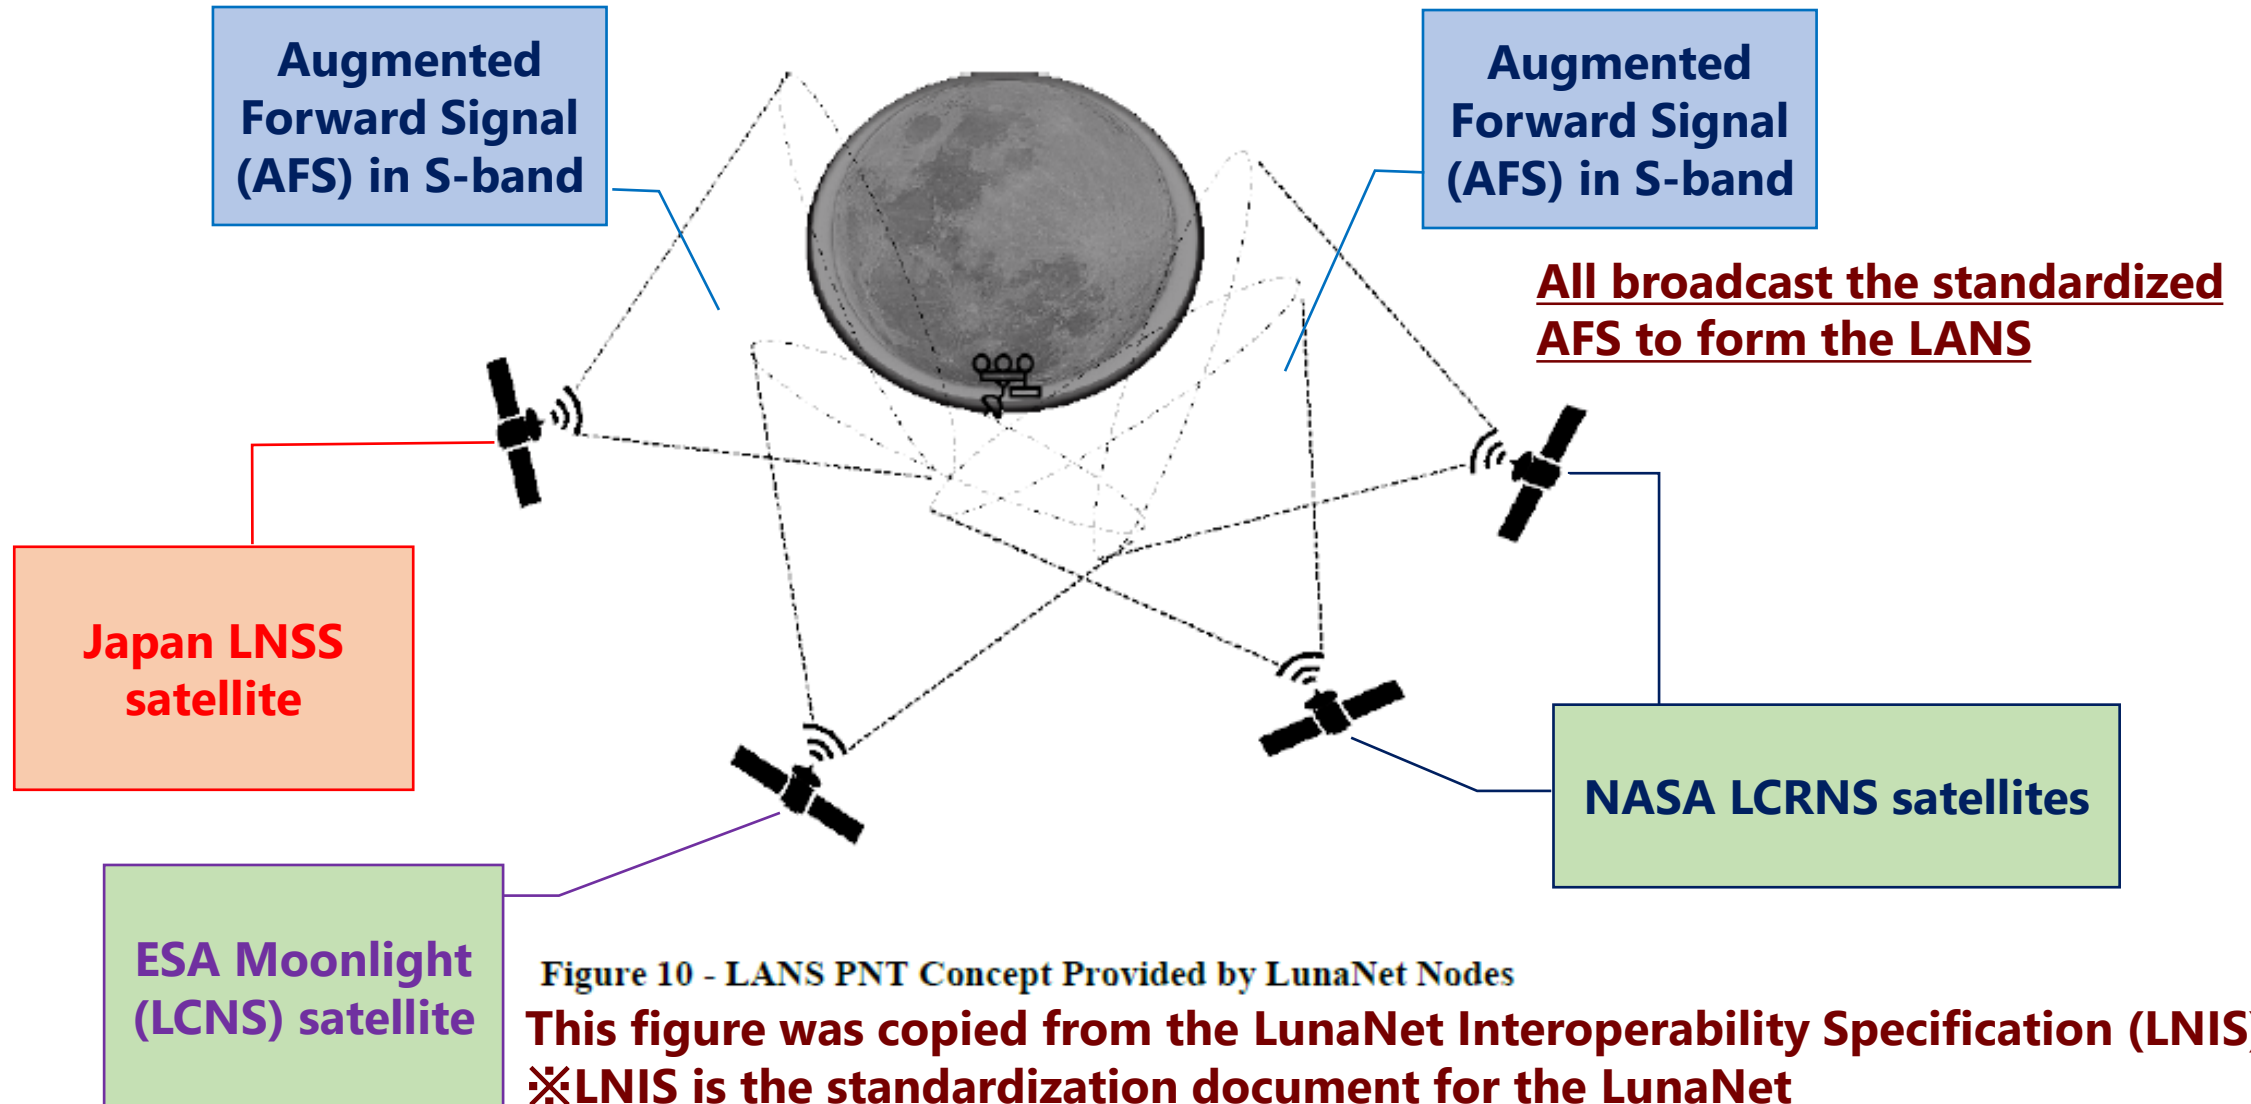 Augmented
Forward Signal
(AFS) in S-band
Augmented
Forward Signal
(AFS) in S-band
All broadcast the standardized
AFS to form the LANS
Japan LNSS
satellite
NASA LCRNS satellites
ESA Moonlight
(LCNS) satellite
Figure 10 - LANS PNT Concept Provided by LunaNet Nodes
This figure was copied from the LunaNet Interoperability Specification (LNIS)
※LNIS is the standardization document for the LunaNet